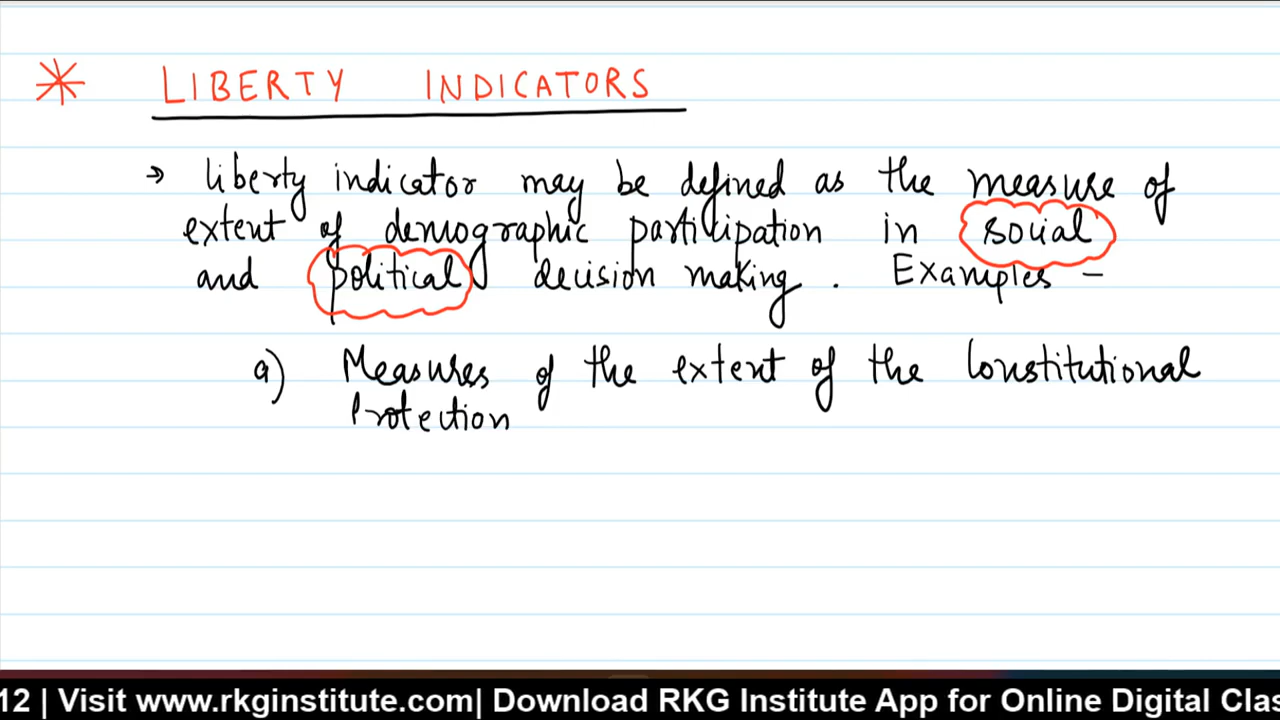 * LIBERTY INDICATORS
→ liberty indicator may be defined as the measure of
extent of demographic participation in social
and political decision making. Examples -
a) Measures of the extent of the Constitutional
Protection
12 | Visit www.rkginstitute.com| Download RKG Institute App for Online Digital Clas